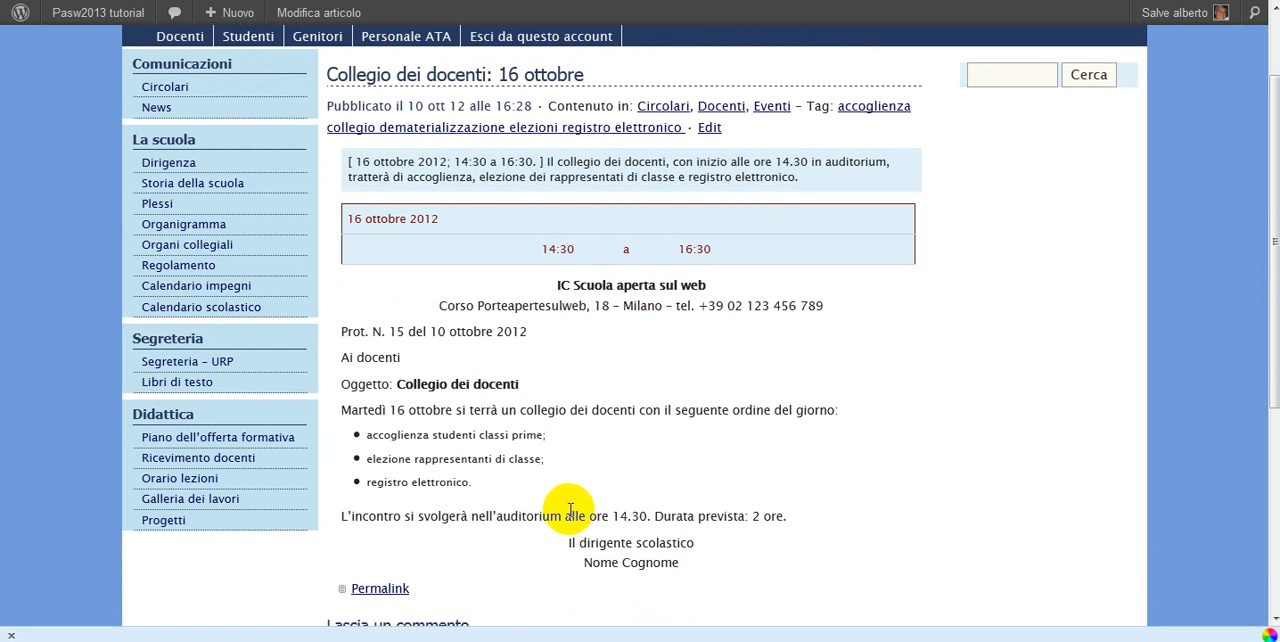 Pasw2013 tutorial Nuovo Modifica articolo Salve alberto
Docenti Studenti Genitori Personale ATA Esci da questo account
Comunicazioni
Circolari
News
La scuola
Dirigenza
Storia della scuola
Plessi
Organigramma
Organi collegiali
Regolamento
Calendario impegni
Calendario scolastico
Segreteria
Segreteria – URP
Libri di testo
Didattica
Piano dell’offerta formativa
Ricevimento docenti
Orario lezioni
Galleria dei lavori
Progetti
Collegio dei docenti: 16 ottobre
Pubblicato il 10 ott 12 alle 16:28 · Contenuto in: Circolari, Docenti, Eventi – Tag: accoglienza
collegio dematerializzazione elezioni registro elettronico · Edit
[ 16 ottobre 2012; 14:30 a 16:30. ] Il collegio dei docenti, con inizio alle ore 14.30 in auditorium,
tratterà di accoglienza, elezione dei rappresentati di classe e registro elettronico.
16 ottobre 2012
14:30 a 16:30
IC Scuola aperta sul web
Corso Porteapertesulweb, 18 – Milano – tel. +39 02 123 456 789
Prot. N. 15 del 10 ottobre 2012
Ai docenti
Oggetto: Collegio dei docenti
Martedì 16 ottobre si terrà un collegio dei docenti con il seguente ordine del giorno:
• accoglienza studenti classi prime;
• elezione rappresentanti di classe;
• registro elettronico.
L’incontro si svolgerà nell’auditorium alle ore 14.30. Durata prevista: 2 ore.
Il dirigente scolastico
Nome Cognome
Permalink
Lascia un commento
Cerca